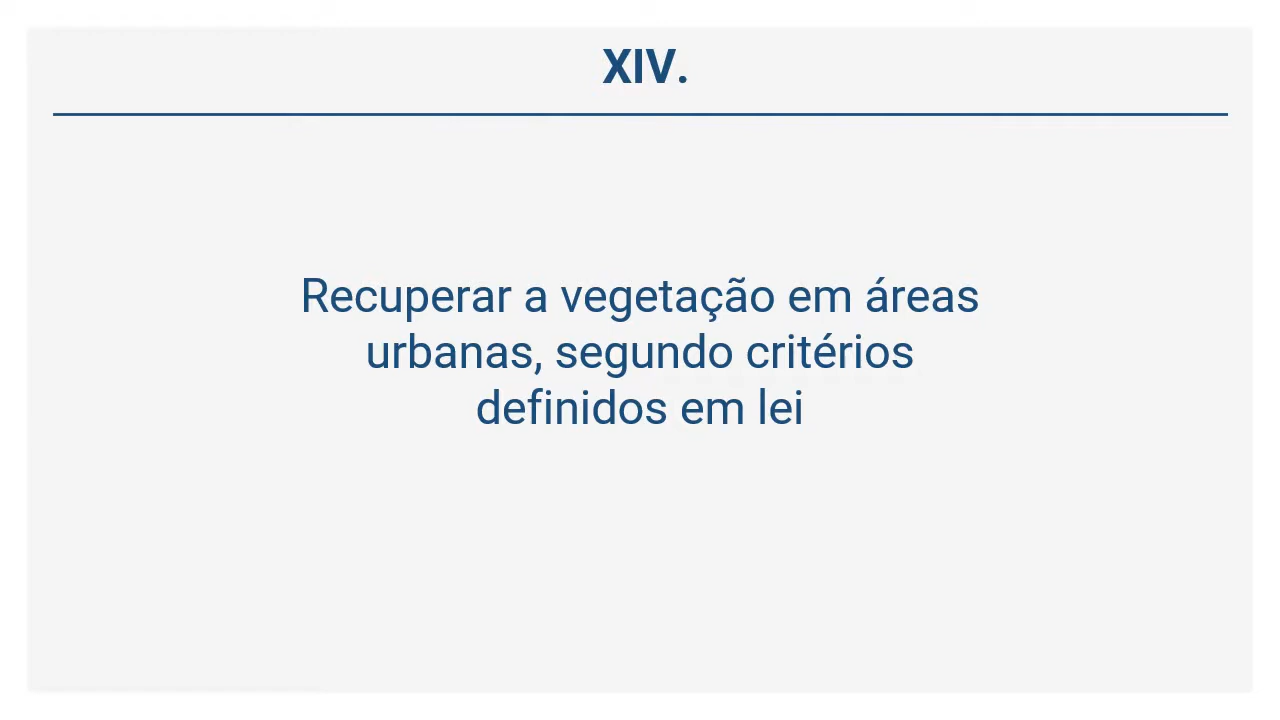 XIV.
Recuperar a vegetação em áreas
urbanas, segundo critérios
definidos em lei